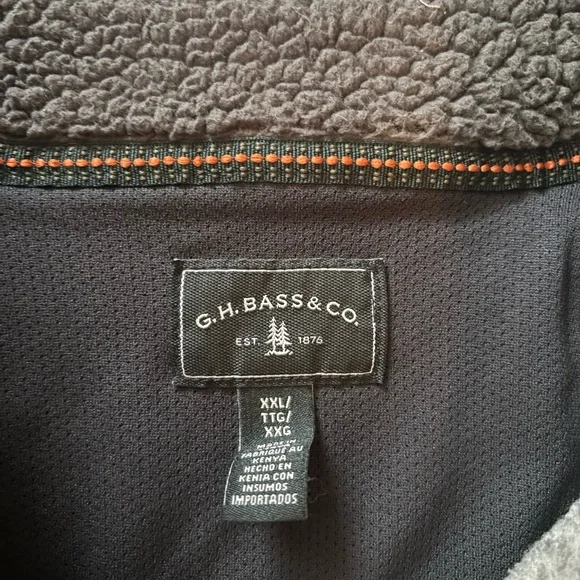 G.H. BASS & CO.
EST. 1876
XXL/
TTG/
XXG
MADE IN
FABRIQUÉ AU
KENYA
HECHO EN
KENIA CON
INSUMOS
IMPORTADOS